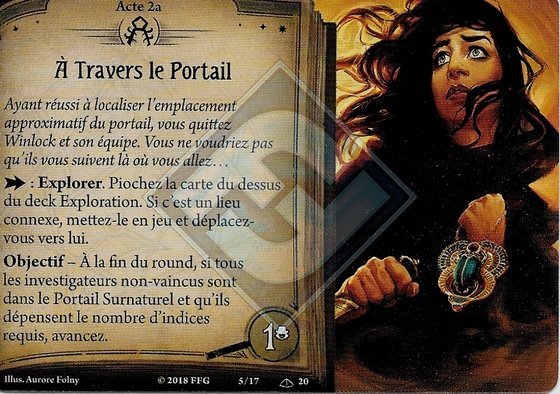 Acte 2a
À Travers le Portail
Ayant réussi à localiser l'emplacement
approximatif du portail, vous quittez
Winlock et son équipe. Vous ne voudriez pas
qu'ils vous suivent là où vous allez…
: Explorer. Piochez la carte du dessus
du deck Exploration. Si c'est un lieu
connexe, mettez-le en jeu et déplacez-
vous vers lui.
Objectif – À la fin du round, si tous
les investigateurs non-vaincus sont
dans le Portail Surnaturel et qu'ils
dépensent le nombre d'indices
requis, avancez.
1
Illus. Aurore Folny © 2018 FFG 5/17 20